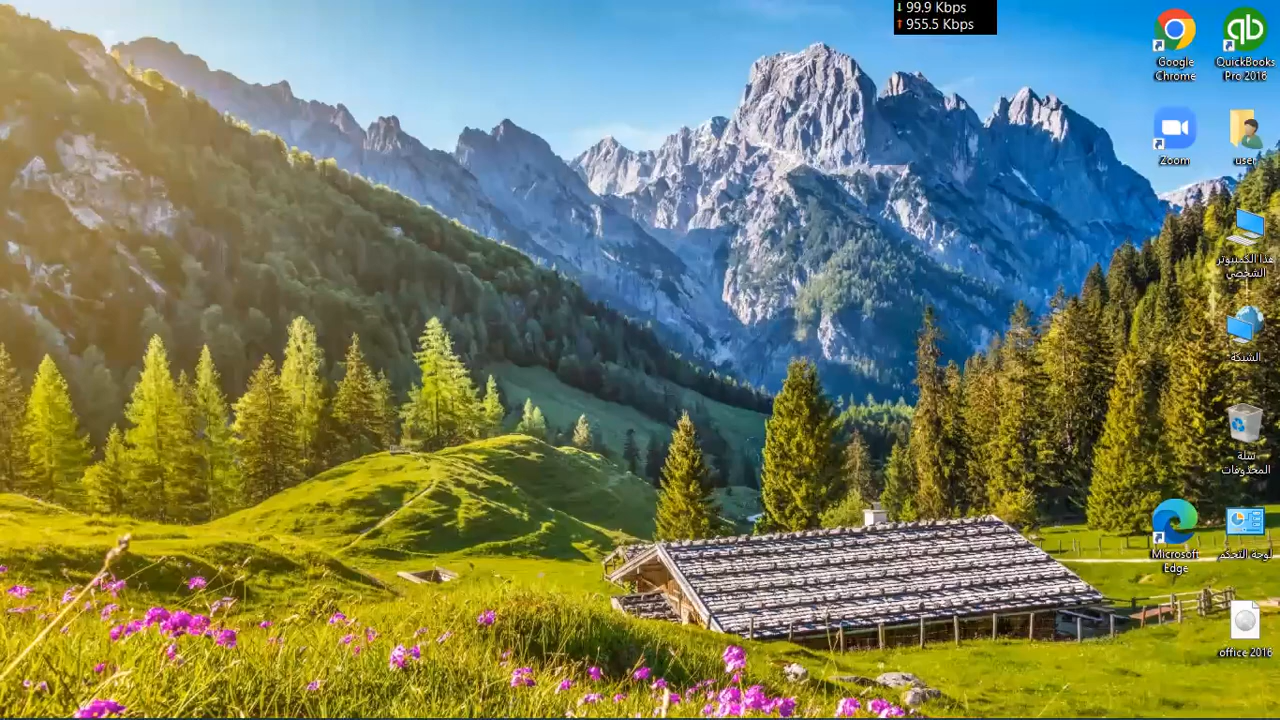 ↓ 99.9 Kbps
↑ 955.5 Kbps
Google
Chrome
QuickBooks
Pro 2016
Zoom
user
هذا الكمبيوتر
الشخصي
الشبكة
سلة
المحذوفات
Microsoft
Edge
لوحة التحكم
office 2016